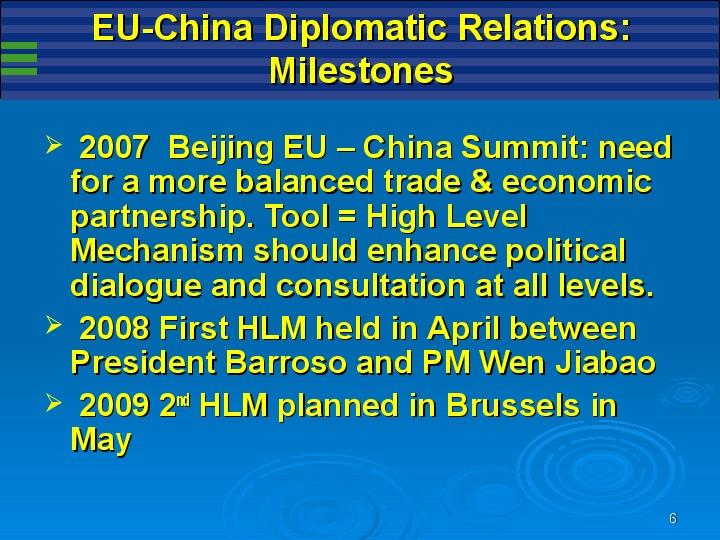 EU-China Diplomatic Relations:
Milestones
➢ 2007 Beijing EU – China Summit: need
for a more balanced trade & economic
partnership. Tool = High Level
Mechanism should enhance political
dialogue and consultation at all levels.
➢ 2008 First HLM held in April between
President Barroso and PM Wen Jiabao
➢ 2009 2nd HLM planned in Brussels in
May
6